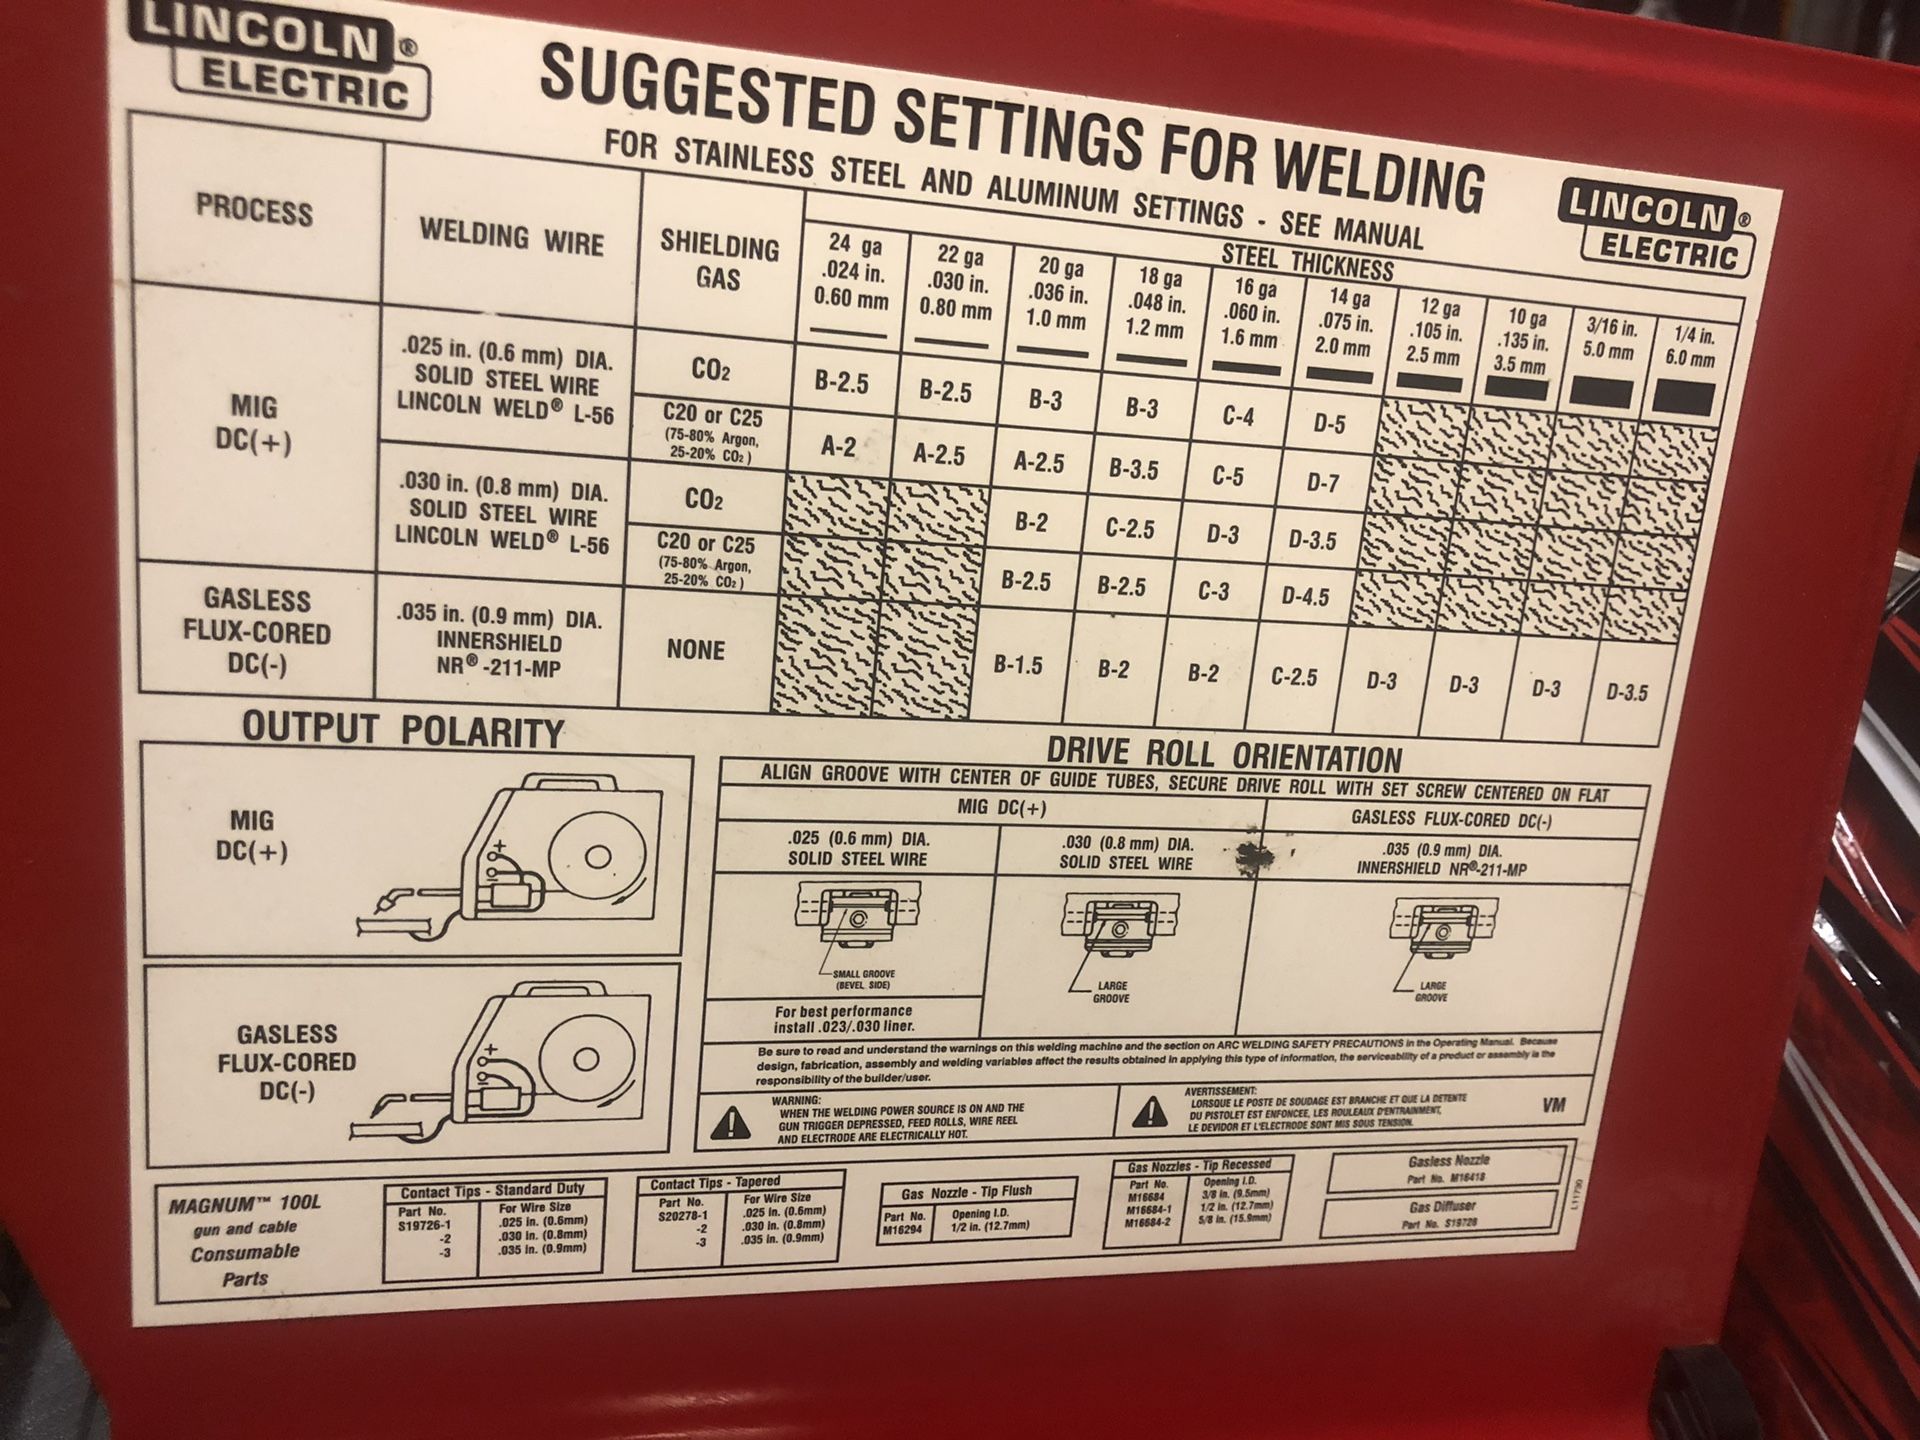 LINCOLN®
ELECTRIC
SUGGESTED SETTINGS FOR WELDING
FOR STAINLESS STEEL AND ALUMINUM SETTINGS - SEE MANUAL
LINCOLN®
ELECTRIC
PROCESS
WELDING WIRE
SHIELDING
GAS
STEEL THICKNESS
24 ga
.024 in.
0.60 mm
22 ga
.030 in.
0.80 mm
20 ga
.036 in.
1.0 mm
18 ga
.048 in.
1.2 mm
16 ga
.060 in.
1.6 mm
14 ga
.075 in.
2.0 mm
12 ga
.105 in.
2.5 mm
10 ga
.135 in.
3.5 mm
3/16 in.
5.0 mm
1/4 in.
6.0 mm
MIG
DC(+)
.025 in. (0.6 mm) DIA.
SOLID STEEL WIRE
LINCOLN WELD® L-56
CO₂
B-2.5 B-2.5 B-3 B-3 C-4 D-5
C20 or C25
(75-80% Argon,
25-20% CO₂)
A-2 A-2.5 A-2.5 B-3.5 C-5 D-7
.030 in. (0.8 mm) DIA.
SOLID STEEL WIRE
LINCOLN WELD® L-56
CO₂
B-2 C-2.5 D-3 D-3.5
C20 or C25
(75-80% Argon,
25-20% CO₂)
B-2.5 B-2.5 C-3 D-4.5
GASLESS
FLUX-CORED
DC(-)
.035 in. (0.9 mm) DIA.
INNERSHIELD
NR®-211-MP
NONE
B-1.5 B-2 B-2 C-2.5 D-3 D-3 D-3 D-3.5
OUTPUT POLARITY
MIG
DC(+)
+
−
GASLESS
FLUX-CORED
DC(-)
+
−
DRIVE ROLL ORIENTATION
ALIGN GROOVE WITH CENTER OF GUIDE TUBES, SECURE DRIVE ROLL WITH SET SCREW CENTERED ON FLAT
MIG DC(+)
GASLESS FLUX-CORED DC(-)
.025 (0.6 mm) DIA.
SOLID STEEL WIRE
.030 (0.8 mm) DIA.
SOLID STEEL WIRE
.035 (0.9 mm) DIA.
INNERSHIELD NR®-211-MP
SMALL GROOVE
(BEVEL SIDE)
LARGE
GROOVE
LARGE
GROOVE
For best performance
install .023/.030 liner.
Be sure to read and understand the warnings on this welding machine and the section on ARC WELDING SAFETY PRECAUTIONS in the Operating Manual. Because
design, fabrication, assembly and welding variables affect the results obtained in applying this type of information, the serviceability of a product or assembly is the
responsibility of the builder/user.
WARNING:
WHEN THE WELDING POWER SOURCE IS ON AND THE
GUN TRIGGER DEPRESSED, FEED ROLLS, WIRE REEL
AND ELECTRODE ARE ELECTRICALLY HOT.
AVERTISSEMENT:
LORSQUE LE POSTE DE SOUDAGE EST BRANCHE ET QUE LA DETENTE
DU PISTOLET EST ENFONCEE, LES ROULEAUX D'ENTRAINMENT,
LE DEVIDOR ET L'ELECTRODE SONT MIS SOUS TENSION.
VM
MAGNUM™ 100L
gun and cable
Consumable
Parts
Contact Tips - Standard Duty
Part No. For Wire Size
S19726-1 .025 in. (0.6mm)
-2 .030 in. (0.8mm)
-3 .035 in. (0.9mm)
Contact Tips - Tapered
Part No. For Wire Size
S20278-1 .025 in. (0.6mm)
-2 .030 in. (0.8mm)
-3 .035 in. (0.9mm)
Gas Nozzle - Tip Flush
Part No. Opening I.D.
M16294 1/2 in. (12.7mm)
Gas Nozzles - Tip Recessed
Part No. Opening I.D.
M16684 3/8 in. (9.5mm)
M16684-1 1/2 in. (12.7mm)
M16684-2 5/8 in. (15.9mm)
Gasless Nozzle
Part No. M16418
Gas Diffuser
Part No. S19728
L11730